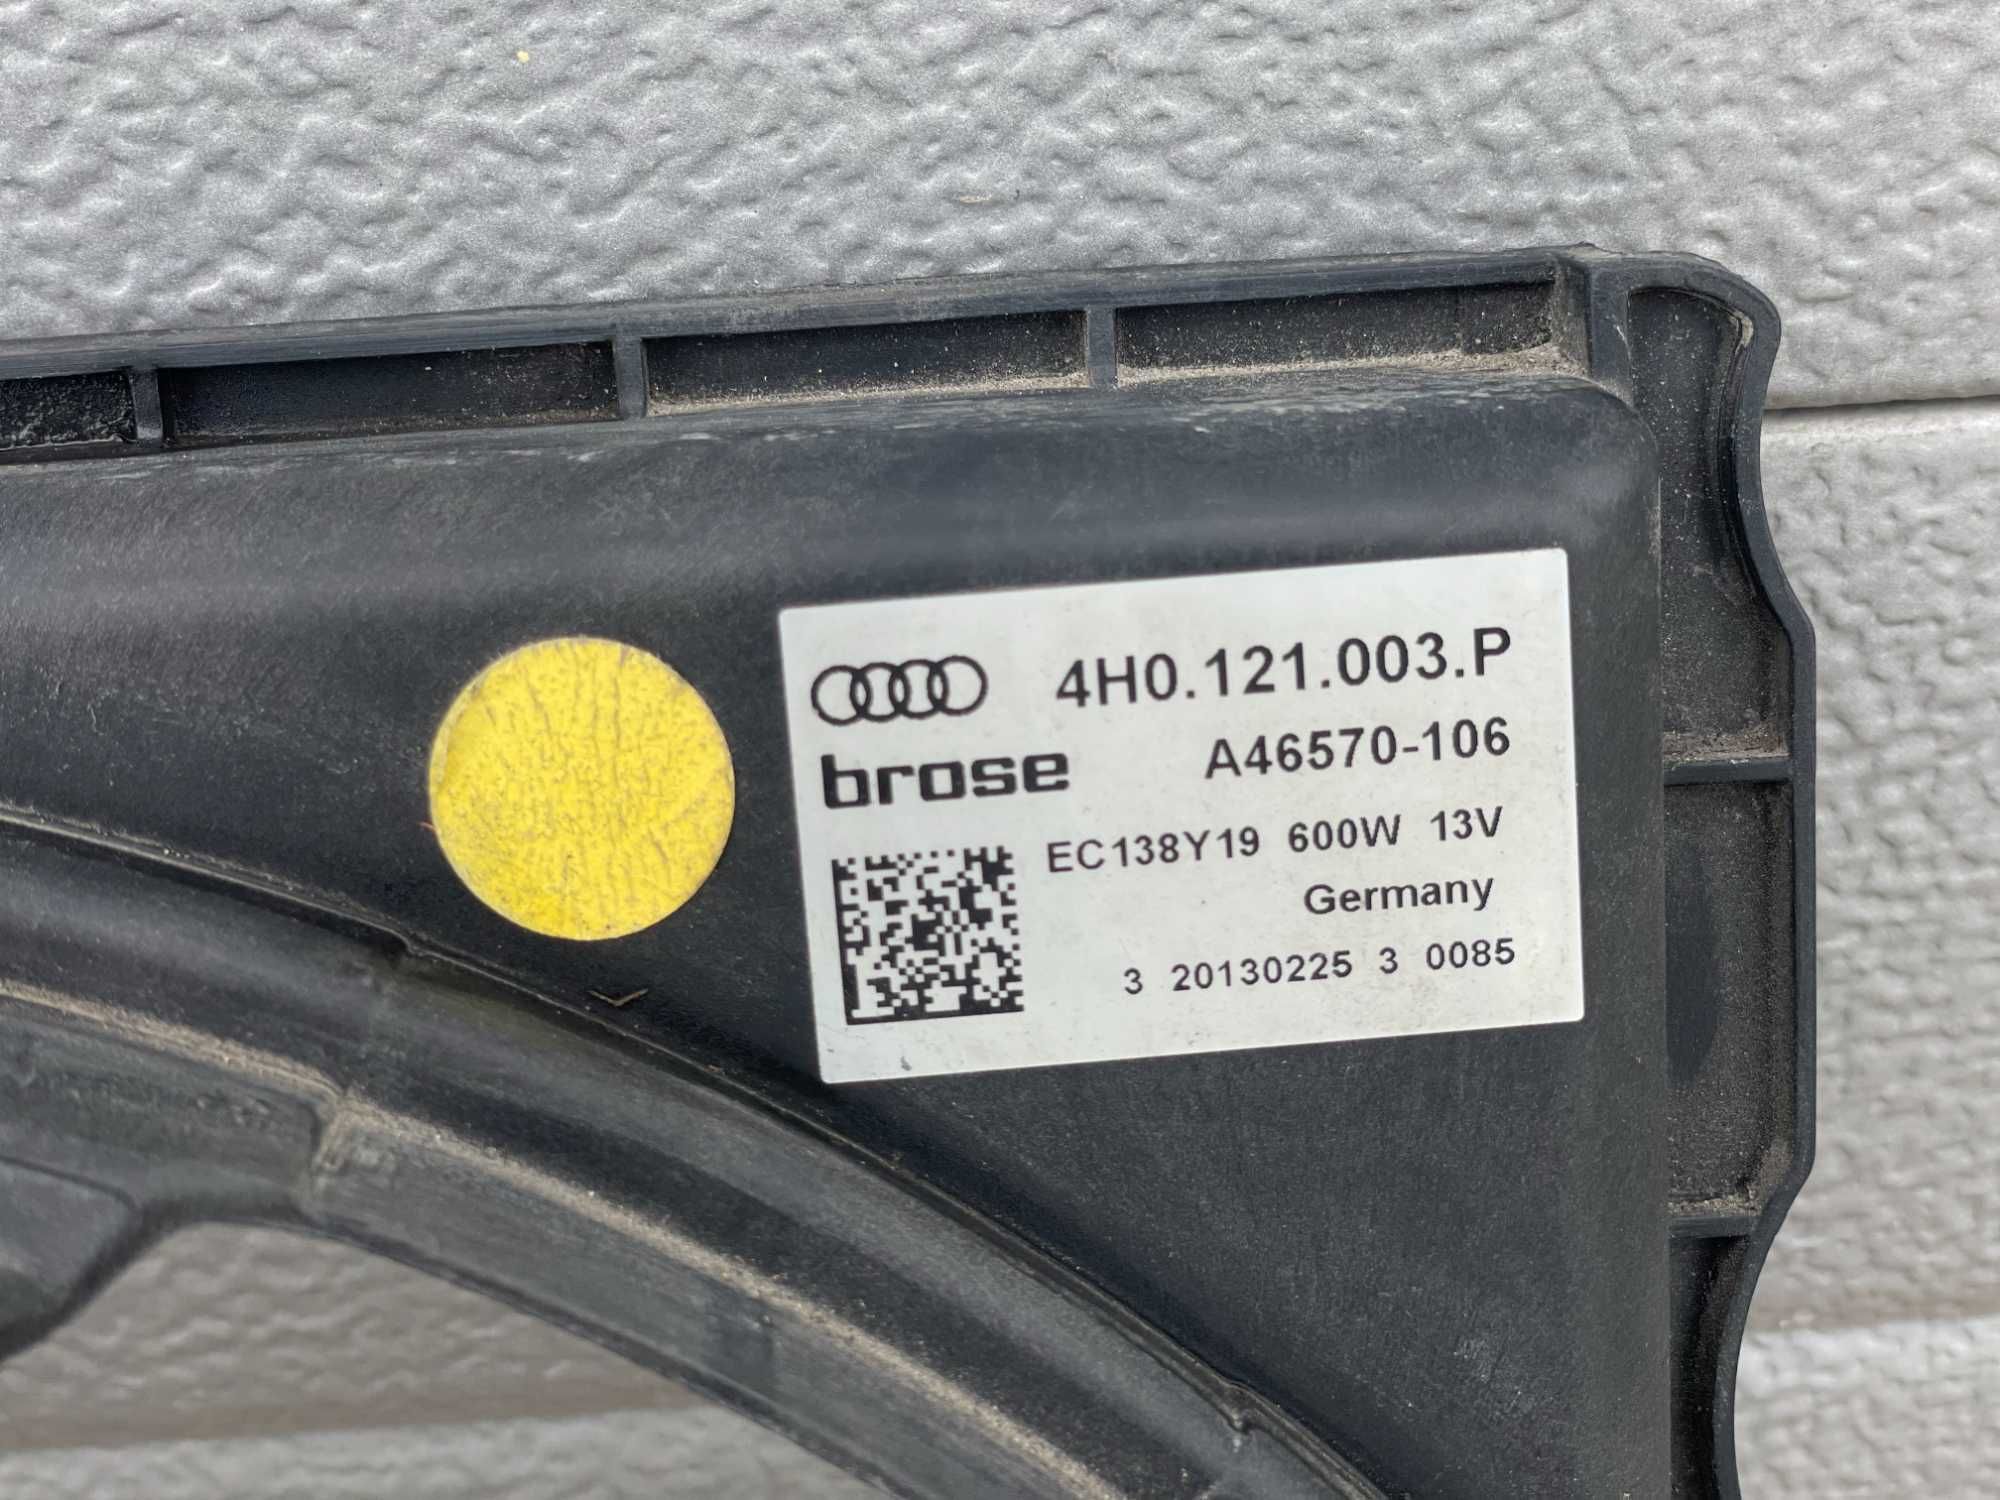 4H0.121.003.P
brose A46570-106
EC138Y19 600W 13V
Germany
3 20130225 3 0085